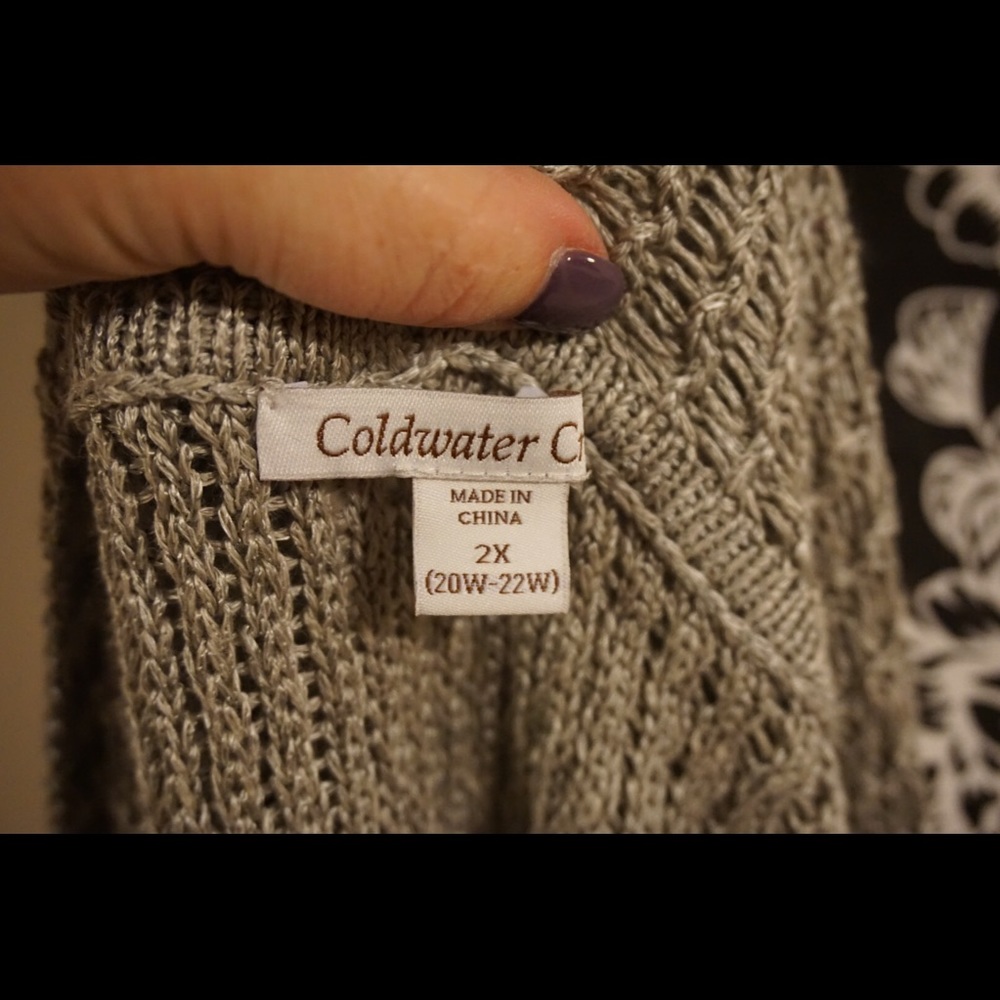 Coldwater C
MADE IN
CHINA
2X
(20W-22W)